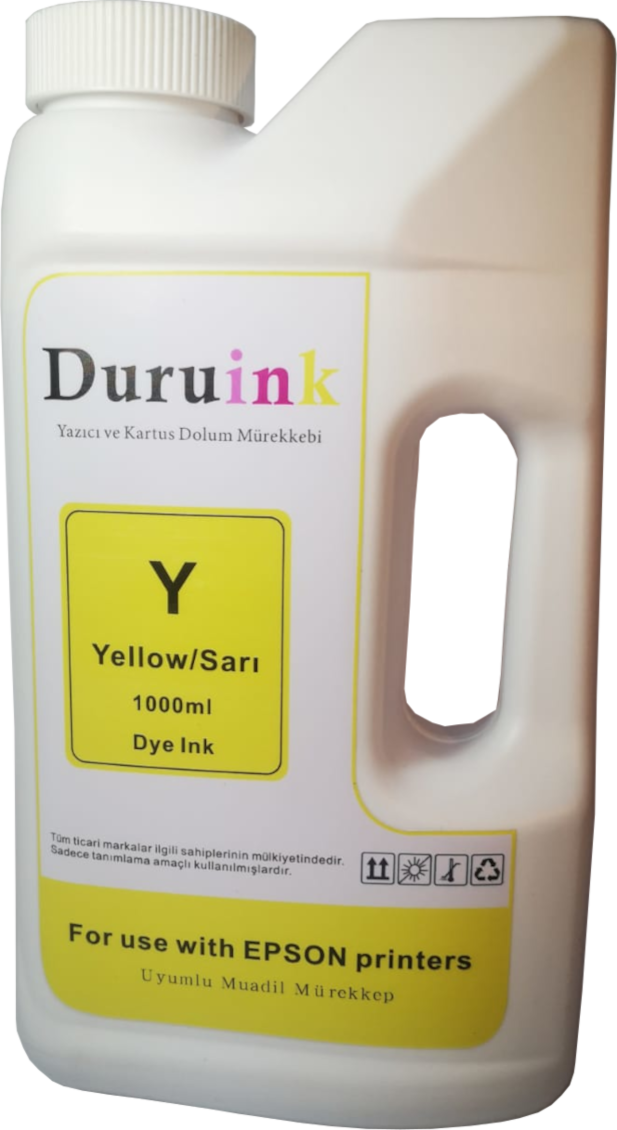 Duruink
Yazıcı ve Kartus Dolum Mürekkebi
Y
Yellow/Sarı
1000ml
Dye Ink
Tüm ticari markalar ilgili sahiplerinin mülkiyetindedir.
Sadece tanımlama amaçlı kullanılmışlardır.
For use with EPSON printers
Uyumlu Muadil Mürekkep